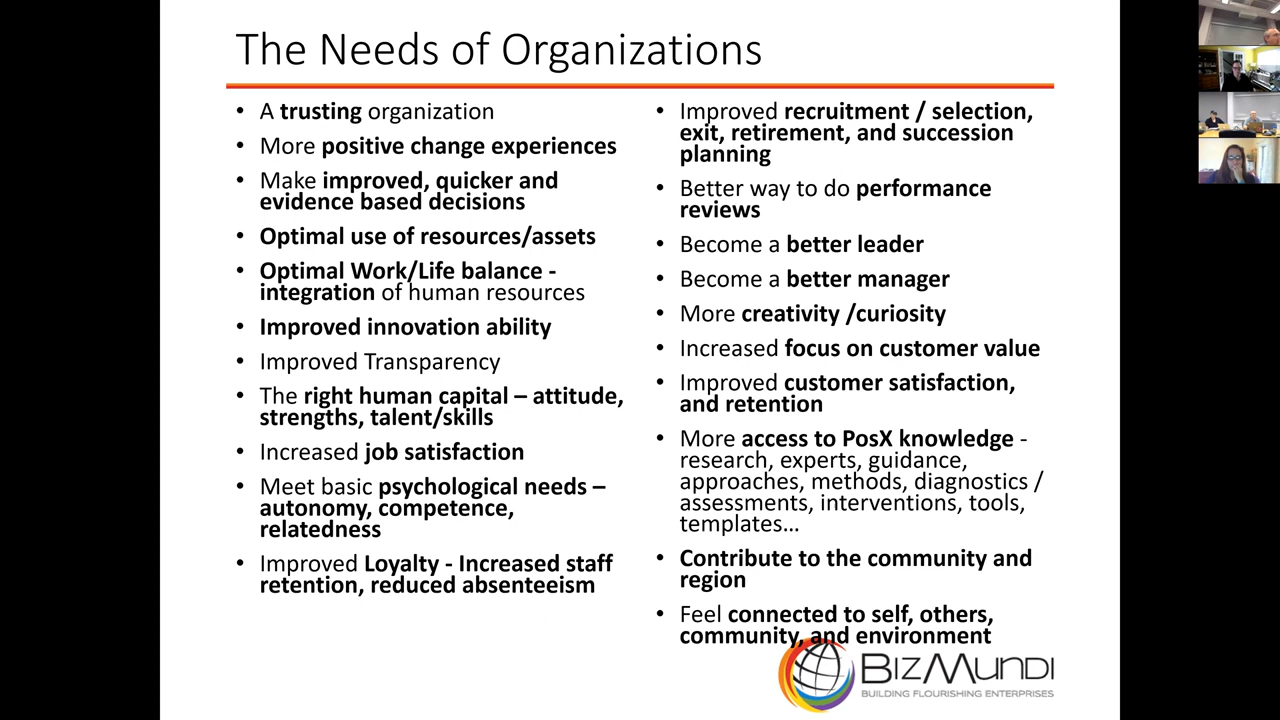 The Needs of Organizations
• A trusting organization
• More positive change experiences
• Make improved, quicker and
evidence based decisions
• Optimal use of resources/assets
• Optimal Work/Life balance -
integration of human resources
• Improved innovation ability
• Improved Transparency
• The right human capital – attitude,
strengths, talent/skills
• Increased job satisfaction
• Meet basic psychological needs –
autonomy, competence,
relatedness
• Improved Loyalty - Increased staff
retention, reduced absenteeism
• Improved recruitment / selection,
exit, retirement, and succession
planning
• Better way to do performance
reviews
• Become a better leader
• Become a better manager
• More creativity /curiosity
• Increased focus on customer value
• Improved customer satisfaction,
and retention
• More access to PosX knowledge -
research, experts, guidance,
approaches, methods, diagnostics /
assessments, interventions, tools,
templates…
• Contribute to the community and
region
• Feel connected to self, others,
community, and environment
BIZMUNDI
BUILDING FLOURISHING ENTERPRISES